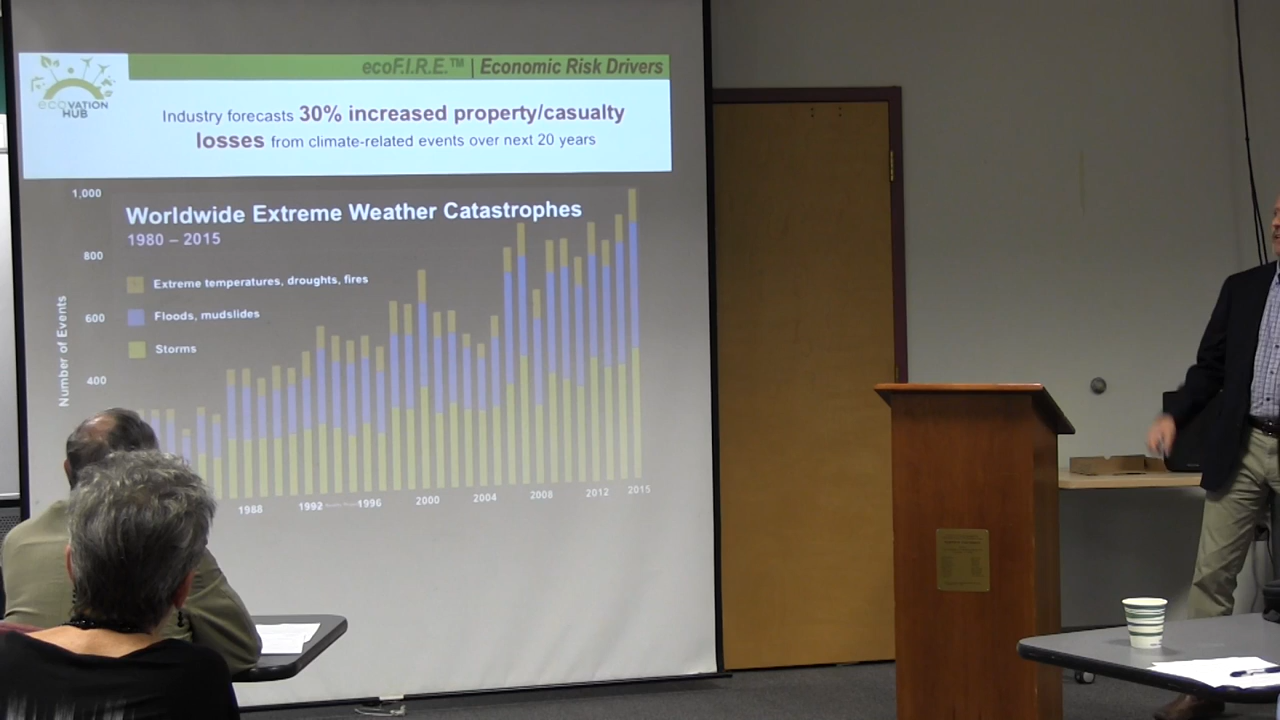 ecoF.I.R.E.™ | Economic Risk Drivers
ecoVATION
HUB
Industry forecasts 30% increased property/casualty
losses from climate-related events over next 20 years
Worldwide Extreme Weather Catastrophes
1980 – 2015
Extreme temperatures, droughts, fires
Floods, mudslides
Storms
Number of Events
1,000
800
600
400
1988 1992 1996 2000 2004 2008 2012 2015